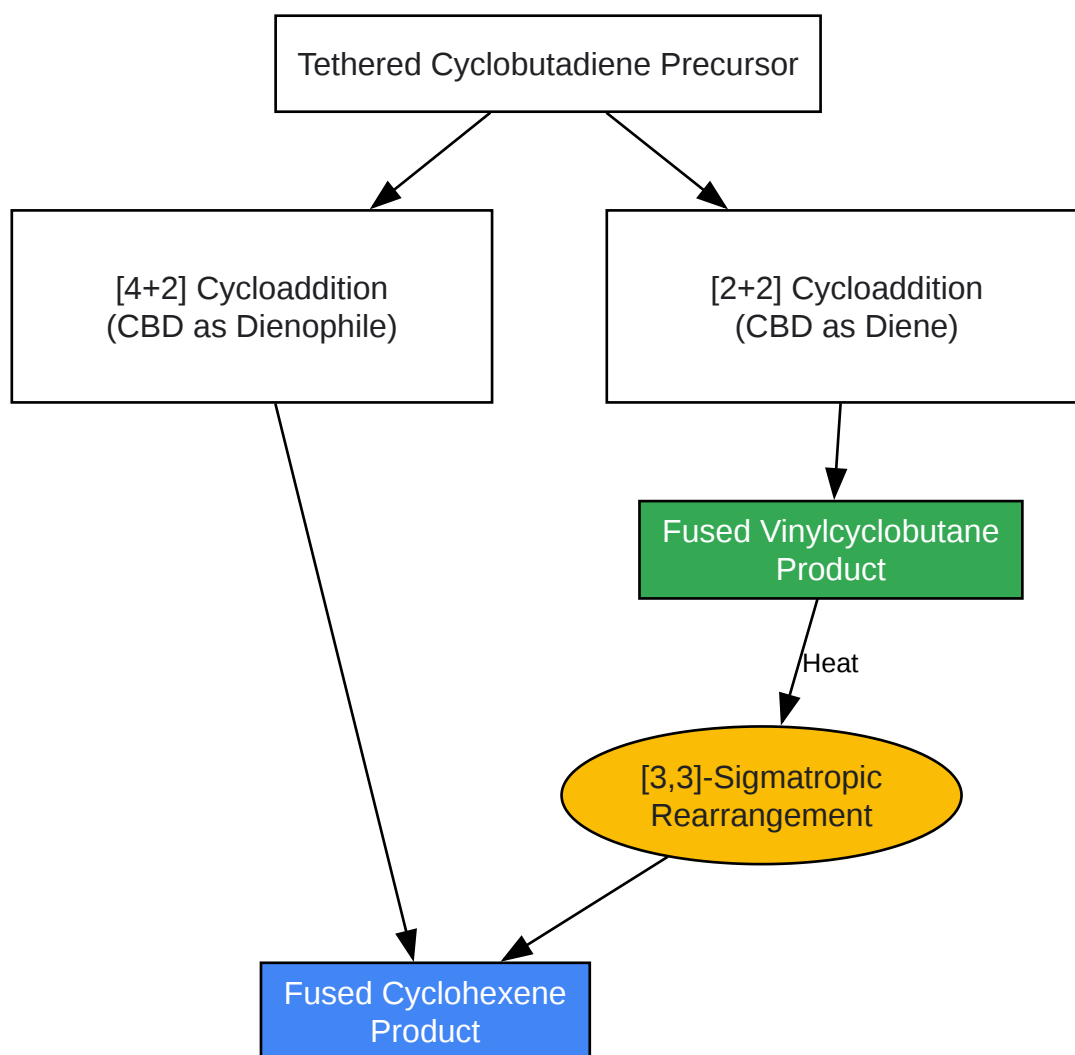 Tethered Cyclobutadiene Precursor
[4+2] Cycloaddition
(CBD as Dienophile)
[2+2] Cycloaddition
(CBD as Diene)
Fused Vinylcyclobutane
Product
Heat
[3,3]-Sigmatropic
Rearrangement
Fused Cyclohexene
Product